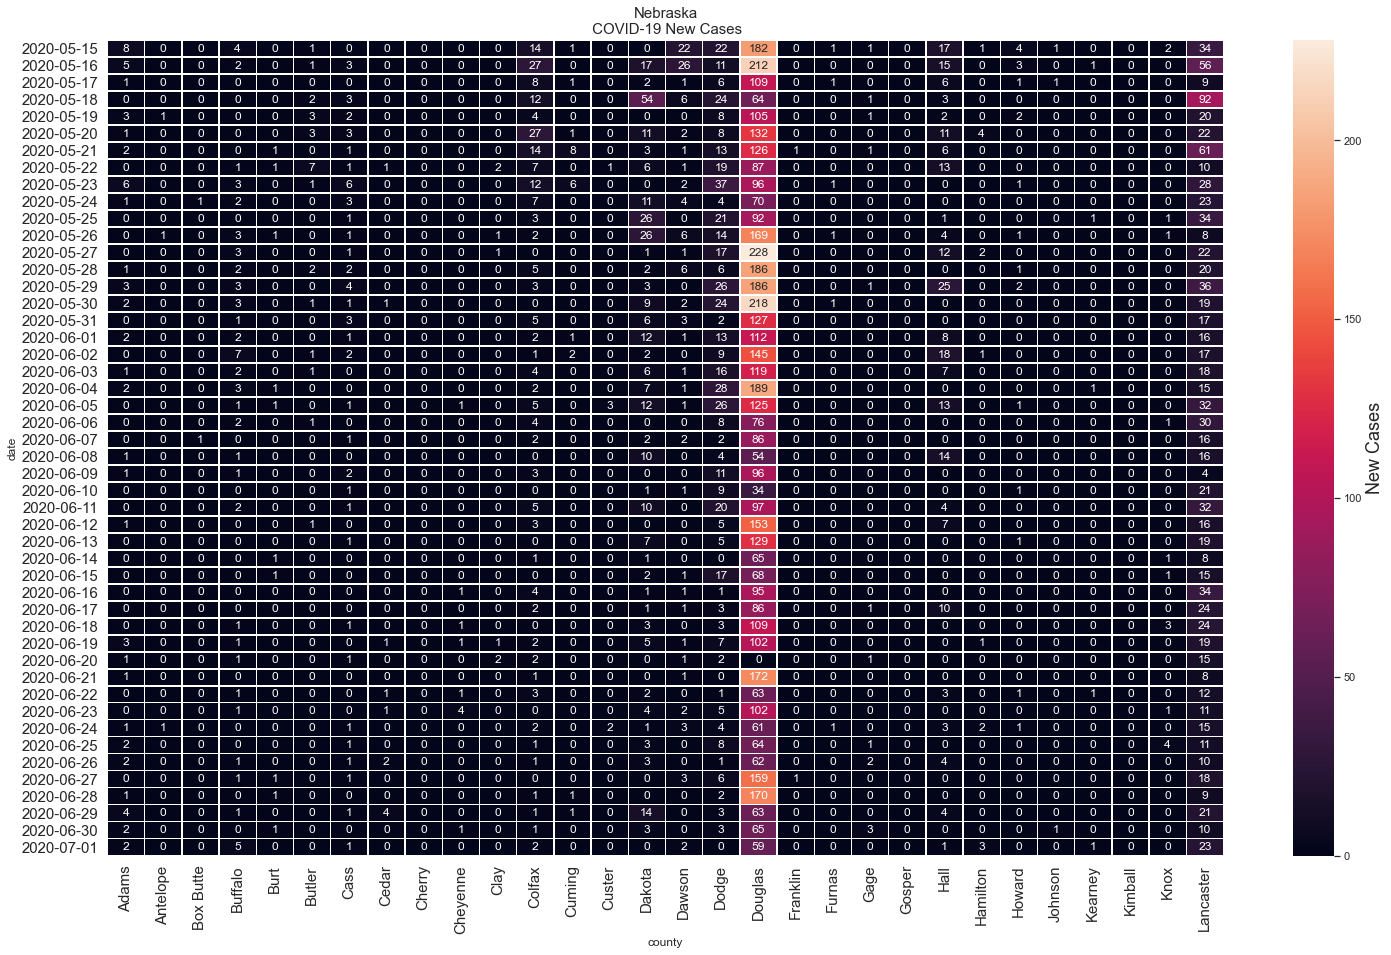 Nebraska
COVID-19 New Cases
2020-05-15 8 0 0 4 0 1 0 0 0 0 0 14 1 0 0 22 22 182 0 1 1 0 17 1 4 1 0 0 2 34
2020-05-16 5 0 0 2 0 1 3 0 0 0 0 27 0 0 17 26 11 212 0 0 0 0 15 0 3 0 1 0 0 56
2020-05-17 1 0 0 0 0 0 0 0 0 0 0 8 1 0 2 1 6 109 0 1 0 0 6 0 1 1 0 0 0 9
2020-05-18 0 0 0 0 0 2 3 0 0 0 0 12 0 0 54 6 24 64 0 0 1 0 3 0 0 0 0 0 0 92
2020-05-19 3 1 0 0 0 3 2 0 0 0 0 4 0 0 0 0 8 105 0 0 1 0 2 0 2 0 0 0 0 20
2020-05-20 1 0 0 0 0 3 3 0 0 0 0 27 1 0 11 2 8 132 0 0 0 0 11 4 0 0 0 0 0 22
2020-05-21 2 0 0 0 1 0 1 0 0 0 0 14 8 0 3 1 13 126 1 0 1 0 6 0 0 0 0 0 0 61
2020-05-22 0 0 0 1 1 7 1 1 0 0 2 7 0 1 6 1 19 87 0 0 0 0 13 0 0 0 0 0 0 10
2020-05-23 6 0 0 3 0 1 6 0 0 0 0 12 6 0 0 2 37 96 0 1 0 0 0 0 1 0 0 0 0 28
2020-05-24 1 0 1 2 0 0 3 0 0 0 0 7 0 0 11 4 4 70 0 0 0 0 0 0 0 0 0 0 0 23
2020-05-25 0 0 0 0 0 0 1 0 0 0 0 3 0 0 26 0 21 92 0 0 0 0 1 0 0 0 1 0 1 34
2020-05-26 0 1 0 3 1 0 1 0 0 0 1 2 0 0 26 6 14 169 0 1 0 0 4 0 1 0 0 0 1 8
2020-05-27 0 0 0 3 0 0 1 0 0 0 1 0 0 0 1 1 17 228 0 0 0 0 12 2 0 0 0 0 0 22
2020-05-28 1 0 0 2 0 2 2 0 0 0 0 5 0 0 2 6 6 186 0 0 0 0 0 0 1 0 0 0 0 20
2020-05-29 3 0 0 3 0 0 4 0 0 0 0 3 0 0 3 0 26 186 0 0 1 0 25 0 2 0 0 0 0 36
2020-05-30 2 0 0 3 0 1 1 1 0 0 0 0 0 0 9 2 24 218 0 1 0 0 0 0 0 0 0 0 0 19
2020-05-31 0 0 0 1 0 0 3 0 0 0 0 5 0 0 6 3 2 127 0 0 0 0 0 0 0 0 0 0 0 17
2020-06-01 2 0 0 2 0 0 1 0 0 0 0 2 1 0 12 1 13 112 0 0 0 0 8 0 0 0 0 0 0 16
2020-06-02 0 0 0 7 0 1 2 0 0 0 0 1 2 0 2 0 9 145 0 0 0 0 18 1 0 0 0 0 0 17
2020-06-03 1 0 0 2 0 1 0 0 0 0 0 4 0 0 6 1 16 119 0 0 0 0 7 0 0 0 0 0 0 18
2020-06-04 2 0 0 3 1 0 0 0 0 0 0 2 0 0 7 1 28 189 0 0 0 0 0 0 0 0 1 0 0 15
2020-06-05 0 0 0 1 1 0 1 0 0 1 0 5 0 3 12 1 26 125 0 0 0 0 13 0 1 0 0 0 0 32
2020-06-06 0 0 0 2 0 1 0 0 0 0 0 4 0 0 0 0 8 76 0 0 0 0 0 0 0 0 0 0 1 30
2020-06-07 0 0 1 0 0 0 1 0 0 0 0 2 0 0 2 2 2 86 0 0 0 0 0 0 0 0 0 0 0 16
2020-06-08 1 0 0 1 0 0 0 0 0 0 0 0 0 0 10 0 4 54 0 0 0 0 14 0 0 0 0 0 0 16
2020-06-09 1 0 0 1 0 0 2 0 0 0 0 3 0 0 0 0 11 96 0 0 0 0 0 0 0 0 0 0 0 4
2020-06-10 0 0 0 0 0 0 1 0 0 0 0 0 0 0 1 1 9 34 0 0 0 0 0 0 1 0 0 0 0 21
2020-06-11 0 0 0 2 0 0 1 0 0 0 0 5 0 0 10 0 20 97 0 0 0 0 4 0 0 0 0 0 0 32
2020-06-12 1 0 0 0 0 1 0 0 0 0 0 3 0 0 0 0 5 153 0 0 0 0 7 0 0 0 0 0 0 16
2020-06-13 0 0 0 0 0 0 1 0 0 0 0 0 0 0 7 0 5 129 0 0 0 0 0 0 1 0 0 0 0 19
2020-06-14 0 0 0 0 1 0 0 0 0 0 0 1 0 0 1 0 0 65 0 0 0 0 0 0 0 0 0 0 1 8
2020-06-15 0 0 0 0 1 0 0 0 0 0 0 0 0 0 2 1 17 68 0 0 0 0 0 0 0 0 0 0 1 15
2020-06-16 0 0 0 0 0 0 0 0 0 1 0 4 0 0 1 1 1 95 0 0 0 0 0 0 0 0 0 0 0 34
2020-06-17 0 0 0 0 0 0 0 0 0 0 0 2 0 0 1 1 3 86 0 0 1 0 10 0 0 0 0 0 0 24
2020-06-18 0 0 0 1 0 0 1 0 0 1 0 0 0 0 3 0 3 109 0 0 0 0 0 0 0 0 0 0 3 24
2020-06-19 3 0 0 1 0 0 0 1 0 1 1 2 0 0 5 1 7 102 0 0 0 0 0 1 0 0 0 0 0 19
2020-06-20 1 0 0 1 0 0 1 0 0 0 2 2 0 0 0 1 2 0 0 0 1 0 0 0 0 0 0 0 0 15
2020-06-21 1 0 0 0 0 0 0 0 0 0 0 1 0 0 0 1 0 172 0 0 0 0 0 0 0 0 0 0 0 8
2020-06-22 0 0 0 1 0 0 0 1 0 1 0 3 0 0 2 0 1 63 0 0 0 0 3 0 1 0 1 0 0 12
2020-06-23 0 0 0 1 0 0 0 1 0 4 0 0 0 0 4 2 5 102 0 0 0 0 0 0 0 0 0 0 1 11
2020-06-24 1 1 0 0 0 0 1 0 0 0 0 2 0 2 1 3 4 61 0 1 0 0 3 2 1 0 0 0 0 15
2020-06-25 2 0 0 0 0 0 1 0 0 0 0 1 0 0 3 0 8 64 0 0 1 0 0 0 0 0 0 0 4 11
2020-06-26 2 0 0 1 0 0 1 2 0 0 0 1 0 0 3 0 1 62 0 0 2 0 4 0 0 0 0 0 0 10
2020-06-27 0 0 0 1 1 0 1 0 0 0 0 0 0 0 0 3 6 159 1 0 0 0 0 0 0 0 0 0 0 18
2020-06-28 1 0 0 0 1 0 0 0 0 0 0 1 1 0 0 0 2 170 0 0 0 0 0 0 0 0 0 0 0 9
2020-06-29 4 0 0 1 0 0 1 4 0 0 0 1 1 0 14 0 3 63 0 0 0 0 4 0 0 0 0 0 0 21
2020-06-30 2 0 0 0 1 0 0 0 0 1 0 1 0 0 3 0 3 65 0 0 3 0 0 0 0 1 0 0 0 10
2020-07-01 2 0 0 5 0 0 1 0 0 0 0 2 0 0 0 2 0 59 0 0 0 0 1 3 0 0 1 0 0 23
Adams Antelope Box Butte Buffalo Burt Butler Cass Cedar Cherry Cheyenne Clay Colfax Cuming Custer Dakota Dawson Dodge Douglas Franklin Furnas Gage Gosper Hall Hamilton Howard Johnson Kearney Kimball Knox Lancaster
county
date
200
150
100
50
0
New Cases